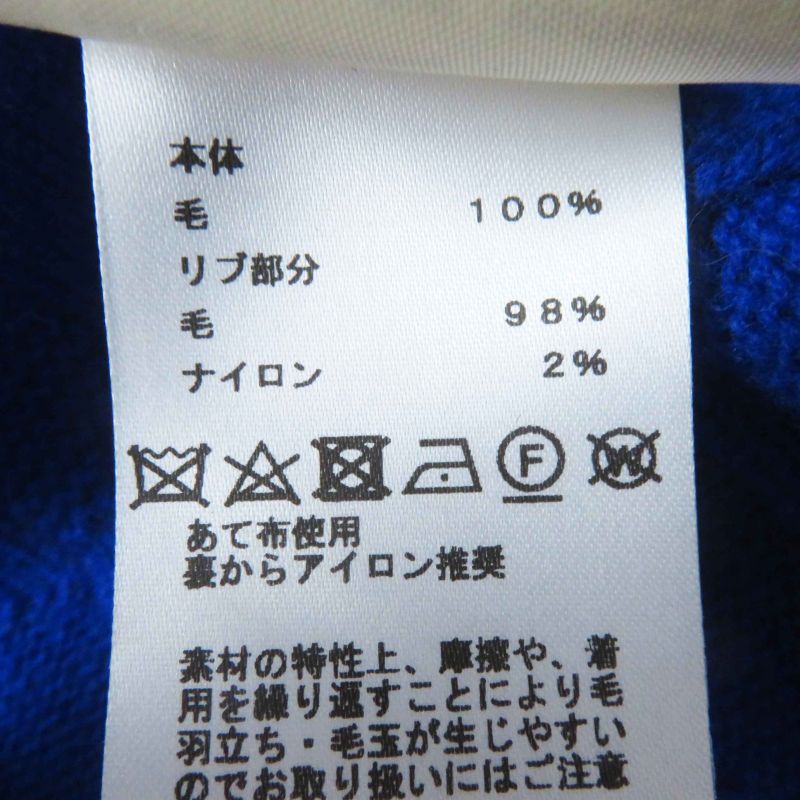 本体
毛 100%
リブ部分
毛 98%
ナイロン 2%
F W
あて布使用
裏からアイロン推奨
素材の特性上、摩擦や、着
用を繰り返すことにより毛
羽立ち・毛玉が生じやすい
のでお取り扱いにはご注意